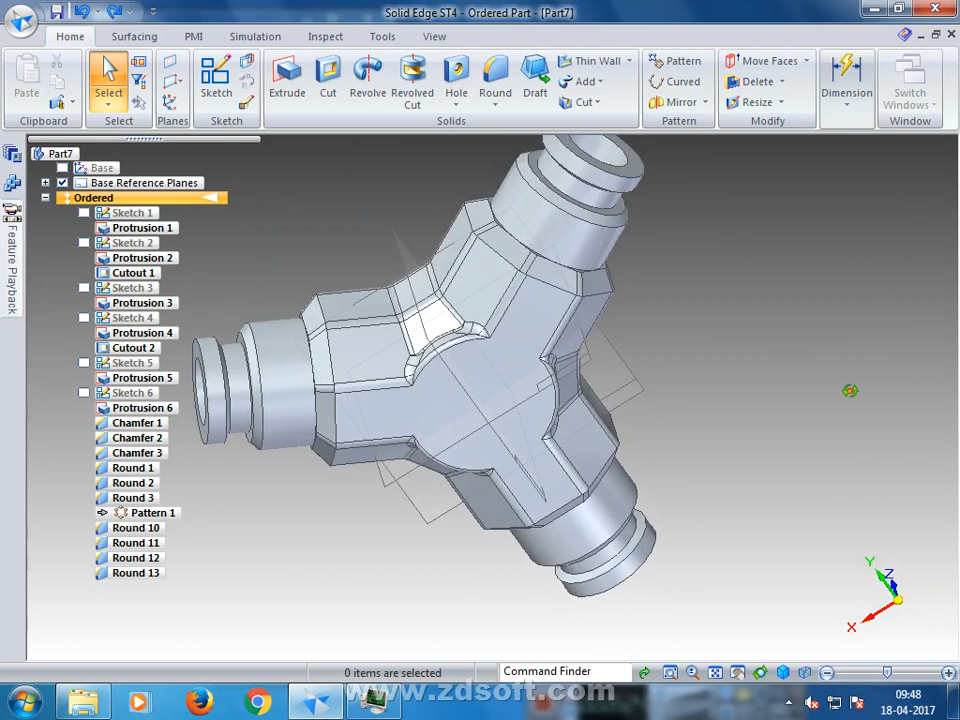 Solid Edge ST4 - Ordered Part - [Part7]
Home Surfacing PMI Simulation Inspect Tools View
Paste
Clipboard
Select
Select
Planes
Sketch
Sketch
Extrude Cut Revolve Revolved Cut Hole Round Draft
Thin Wall
Add
Cut
Solids
Pattern
Curved
Mirror
Pattern
Move Faces
Delete
Resize
Modify
Dimension
Switch Windows
Window
Feature Playback
Part7
Base
Base Reference Planes
Ordered
Sketch 1
Protrusion 1
Sketch 2
Protrusion 2
Cutout 1
Sketch 3
Protrusion 3
Sketch 4
Protrusion 4
Cutout 2
Sketch 5
Protrusion 5
Sketch 6
Protrusion 6
Chamfer 1
Chamfer 2
Chamfer 3
Round 1
Round 2
Round 3
Pattern 1
Round 10
Round 11
Round 12
Round 13
Y
Z
X
0 items are selected
Command Finder
www.zdsoft.com
09:48
18-04-2017